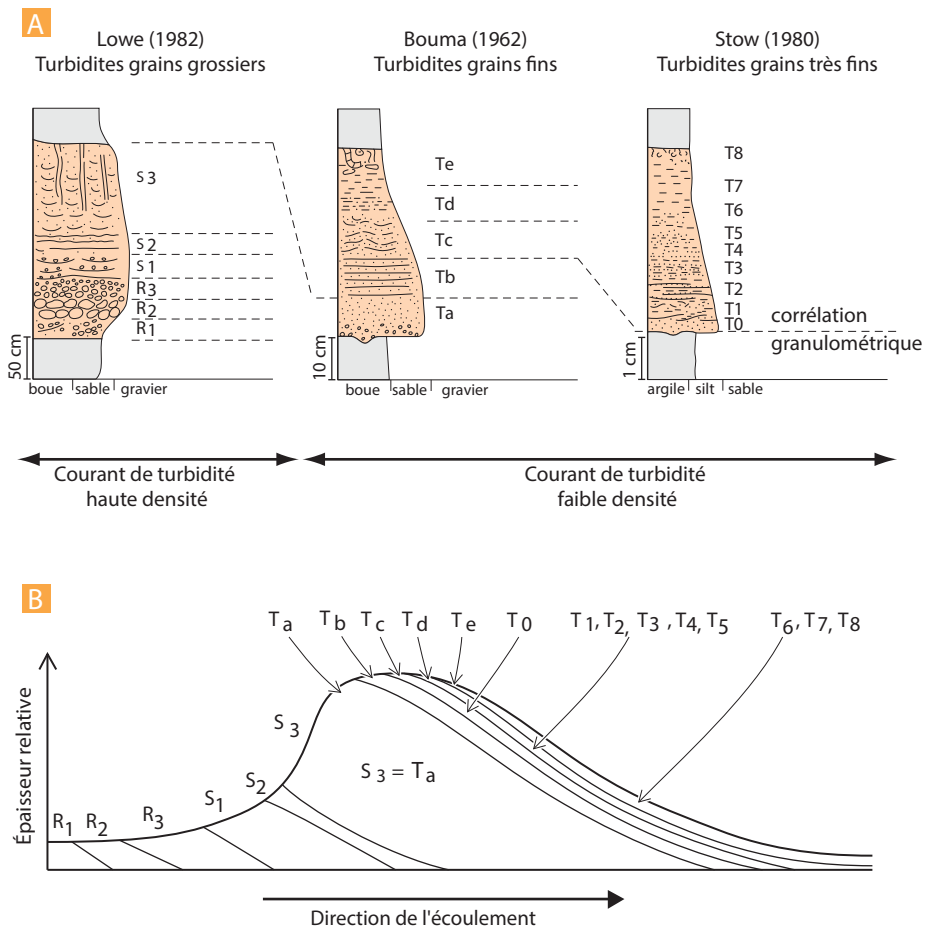 A
Lowe (1982)
Turbidites grains grossiers
Bouma (1962)
Turbidites grains fins
Stow (1980)
Turbidites grains très fins
S 3
S 2
S 1
R3
R2
R1
50 cm
boue sable gravier
Te
Td
Tc
Tb
Ta
10 cm
boue sable gravier
T8
T7
T6
T5
T4
T3
T2
T1
T0
1 cm
argile silt sable
corrélation
granulométrique
Courant de turbidité
haute densité
Courant de turbidité
faible densité
B
Ta Tb Tc Td Te T0 T1, T2, T3 , T4, T5 T6, T7, T8
Épaisseur relative
R1 R2 R3 S1 S2 S3
S3 = Ta
Direction de l'écoulement